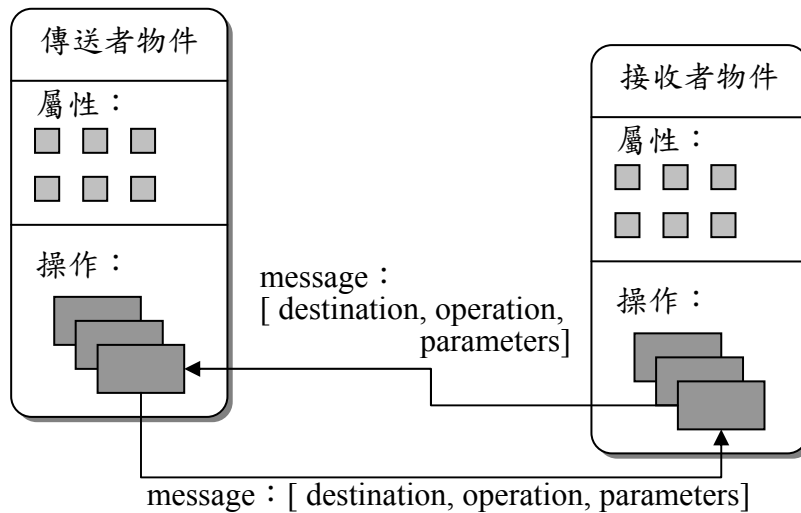 傳送者物件
屬性：
操作：
message：
[ destination, operation,
parameters]
接收者物件
屬性：
操作：
message：[ destination, operation, parameters]